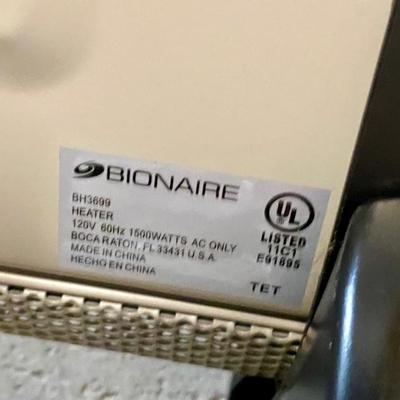 BIONAIRE
BH3699
HEATER
120V 60Hz 1500WATTS AC ONLY
BOCA RATON, FL 33431 U.S.A.
MADE IN CHINA
HECHO EN CHINA
UL
LISTED
11C1
E91895
TET